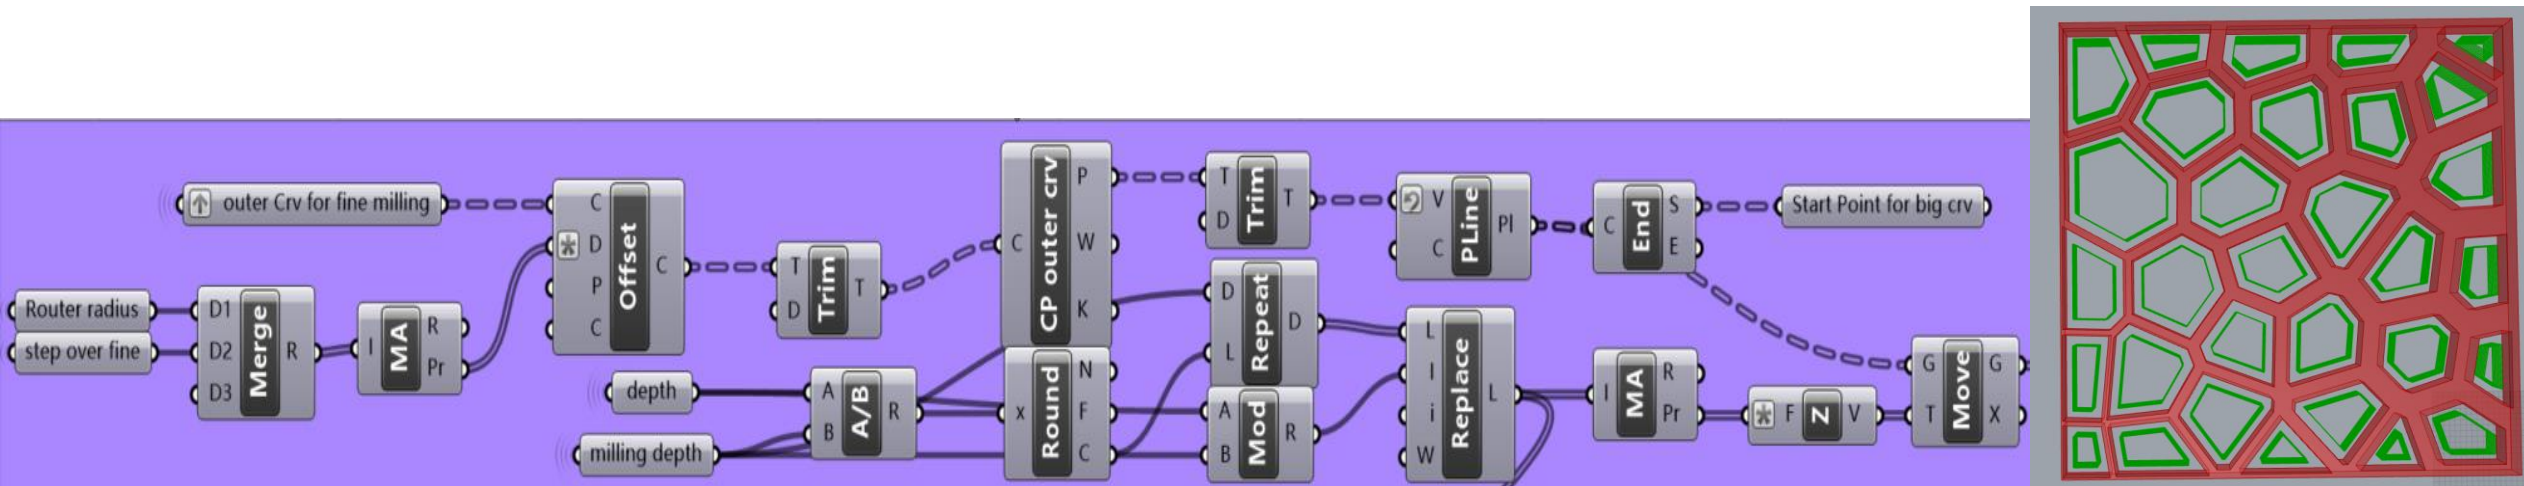 outer Crv for fine milling
C
D
P
C
Offset
C
Router radius
step over fine
D1
D2
D3
Merge
R
I
MA
R
Pr
T
D
Trim
T
C
CP outer crv
P
W
K
T
D
Trim
T
V
C
PLine
Pl
C
End
S
E
Start Point for big crv
depth
milling depth
A
B
A/B
R
x
Round
N
F
C
D
L
Repeat
D
A
B
Mod
R
L
I
i
W
Replace
L
I
MA
R
Pr
F
Z
V
G
T
Move
G
X